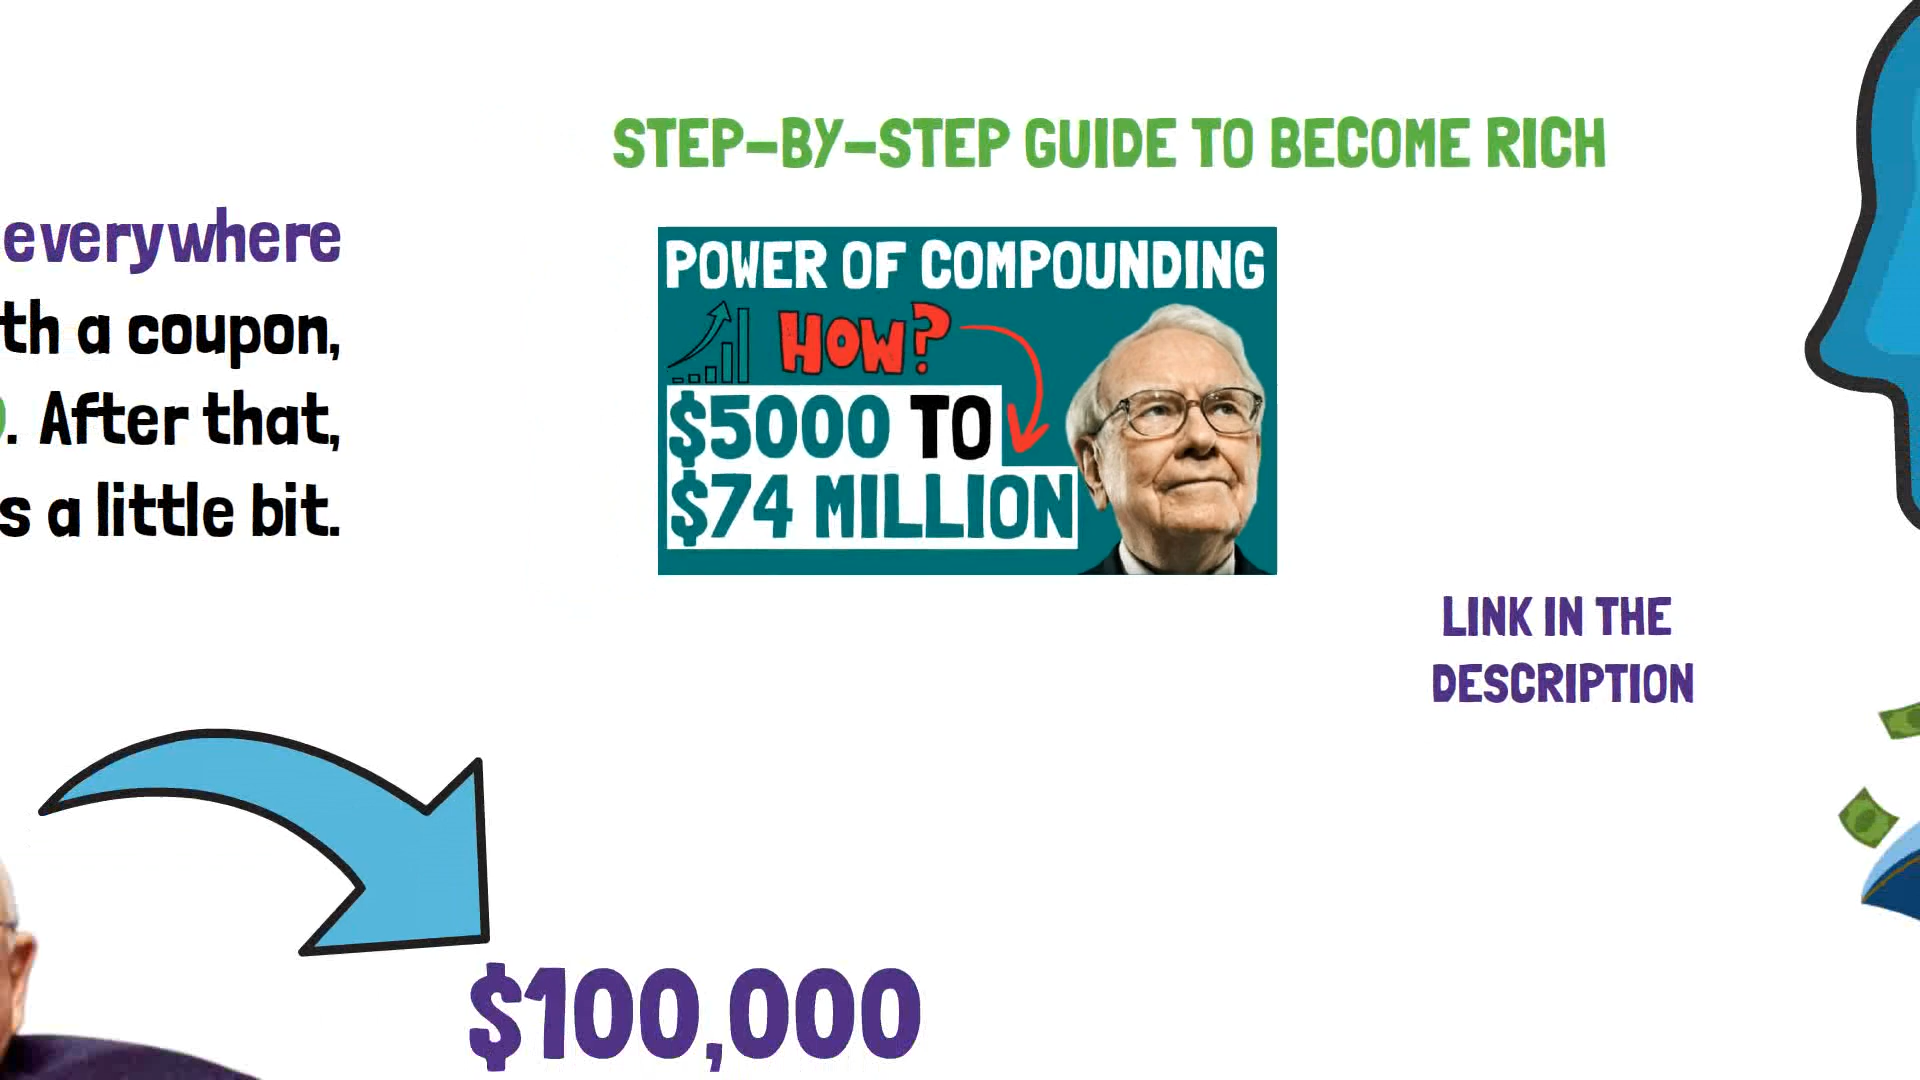 STEP-BY-STEP GUIDE TO BECOME RICH
everywhere
th a coupon,
. After that,
s a little bit.
POWER OF COMPOUNDING
HOW?
$5000 TO
$74 MILLION
LINK IN THE
DESCRIPTION
$100,000